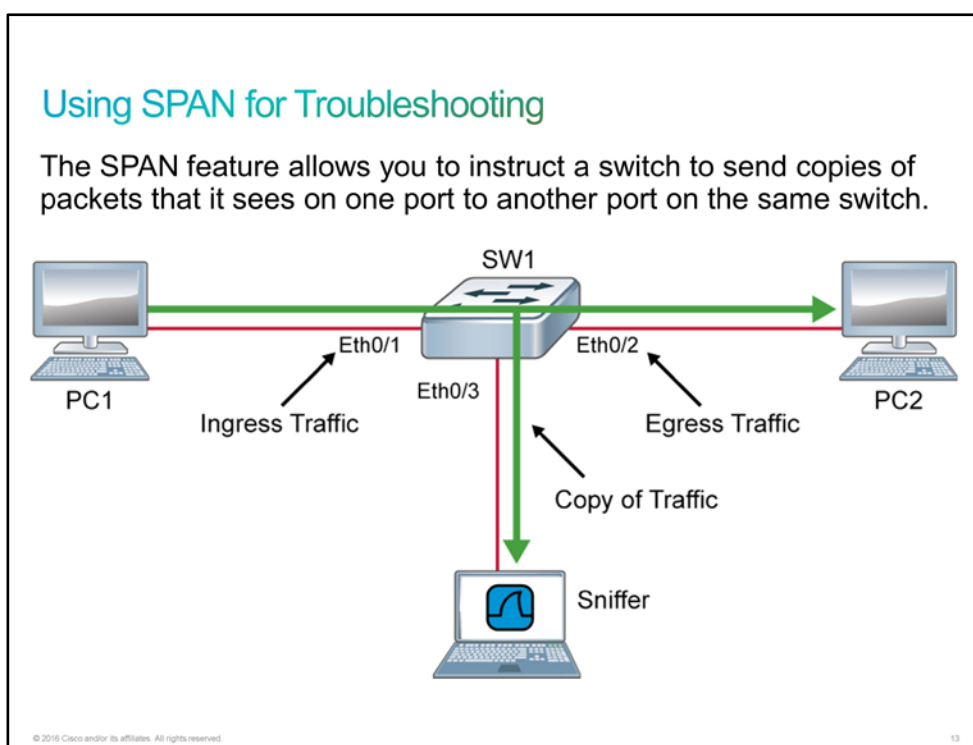 Using SPAN for Troubleshooting
The SPAN feature allows you to instruct a switch to send copies of
packets that it sees on one port to another port on the same switch.
SW1
Eth0/1
Eth0/2
PC1
Eth0/3
PC2
Ingress Traffic
Egress Traffic
Copy of Traffic
Sniffer
© 2016 Cisco and/or its affiliates. All rights reserved.
13